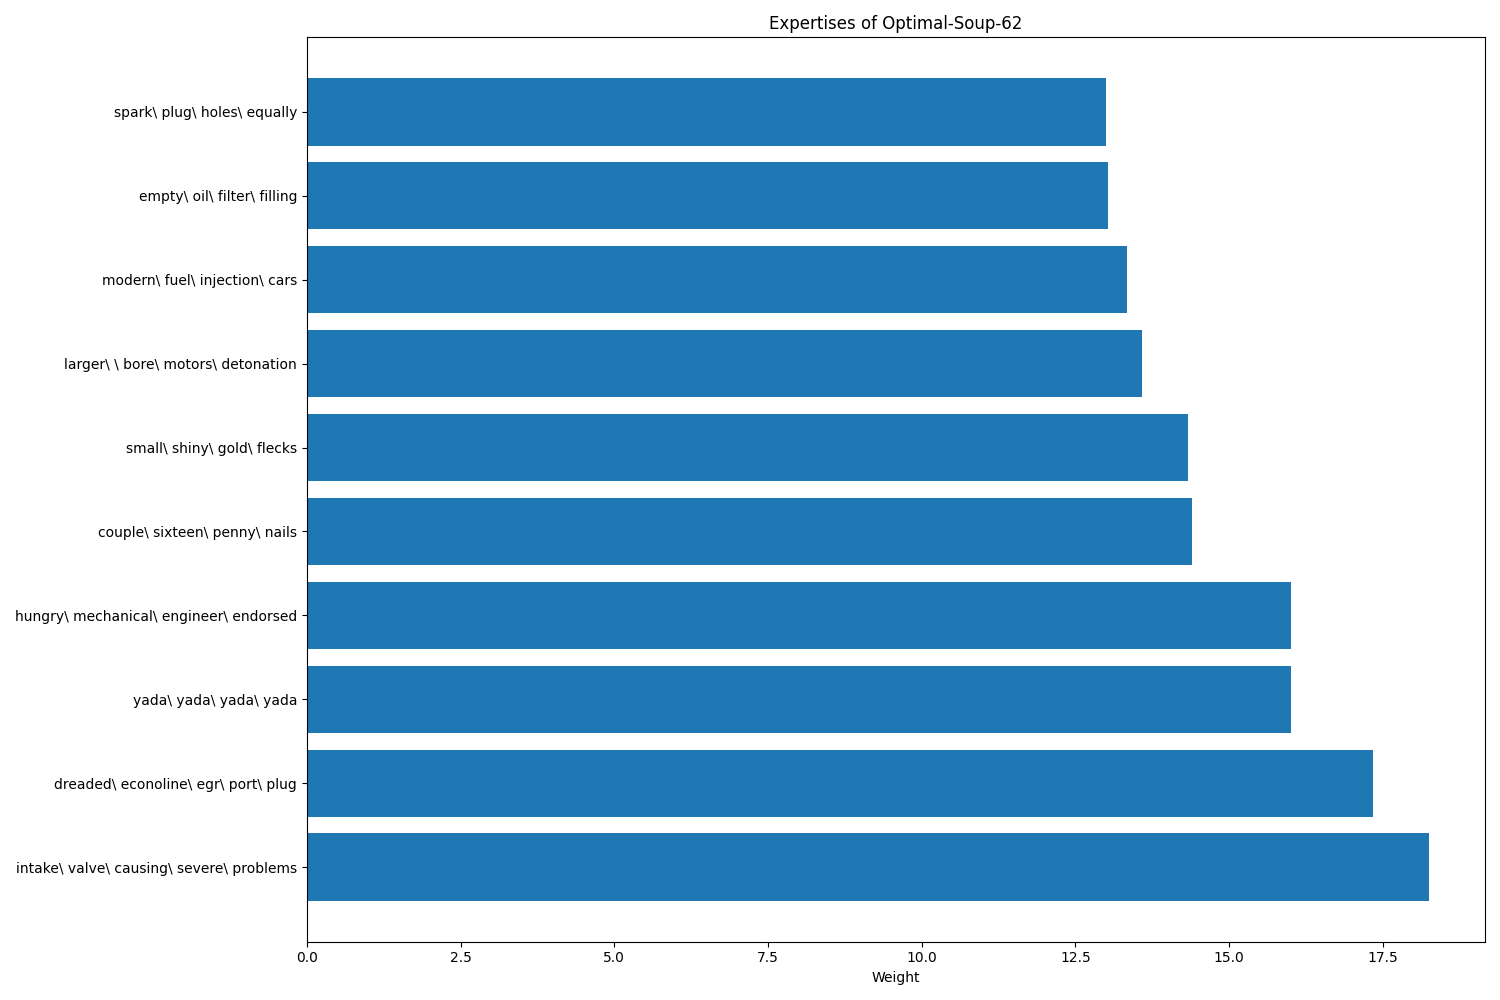 Expertises of Optimal-Soup-62
spark\ plug\ holes\ equally
empty\ oil\ filter\ filling
modern\ fuel\ injection\ cars
larger\ \ bore\ motors\ detonation
small\ shiny\ gold\ flecks
couple\ sixteen\ penny\ nails
hungry\ mechanical\ engineer\ endorsed
yada\ yada\ yada\ yada
dreaded\ econoline\ egr\ port\ plug
intake\ valve\ causing\ severe\ problems
0.0 2.5 5.0 7.5 10.0 12.5 15.0 17.5
Weight